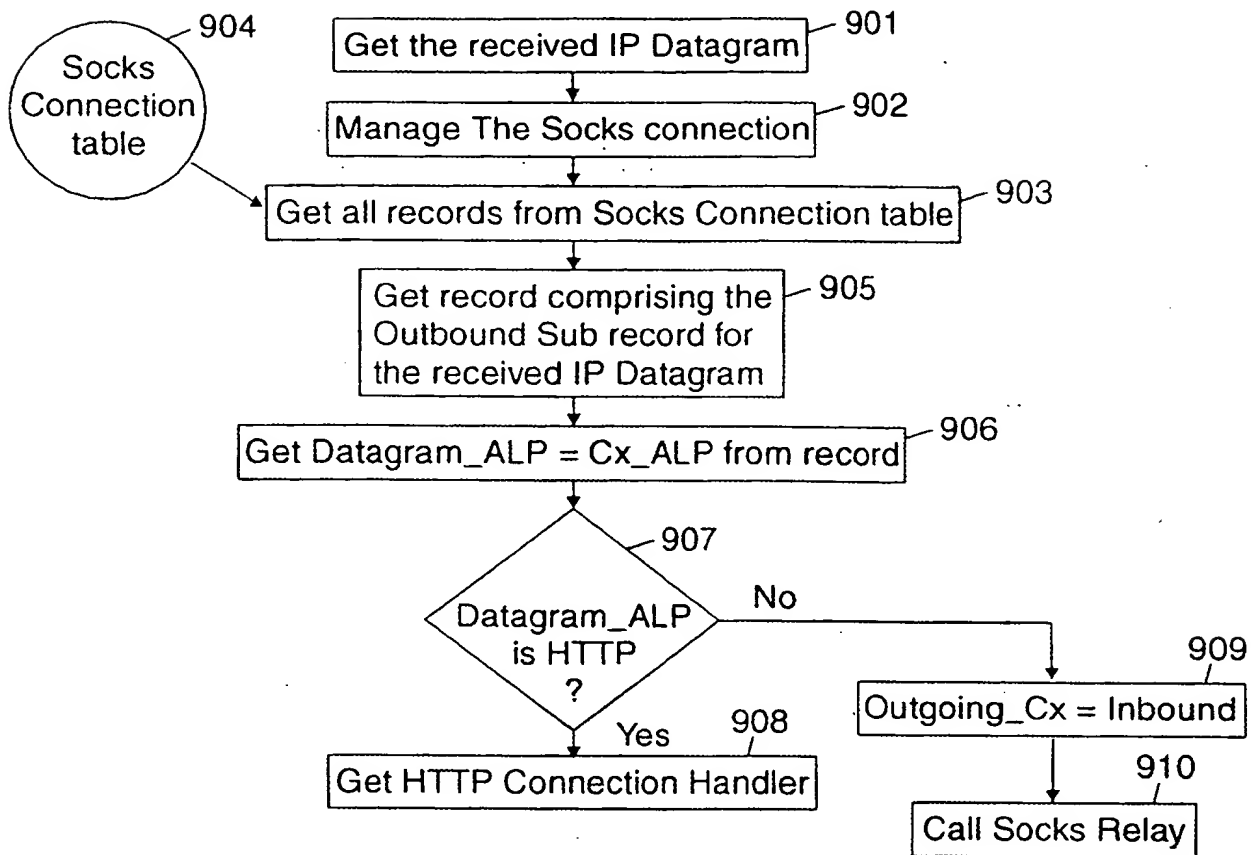 904
Socks
Connection
table
901
Get the received IP Datagram
902
Manage The Socks connection
903
Get all records from Socks Connection table
905
Get record comprising the
Outbound Sub record for
the received IP Datagram
906
Get Datagram_ALP = Cx_ALP from record
907
Datagram_ALP
is HTTP
?
No
Yes
908
Get HTTP Connection Handler
909
Outgoing_Cx = Inbound
910
Call Socks Relay